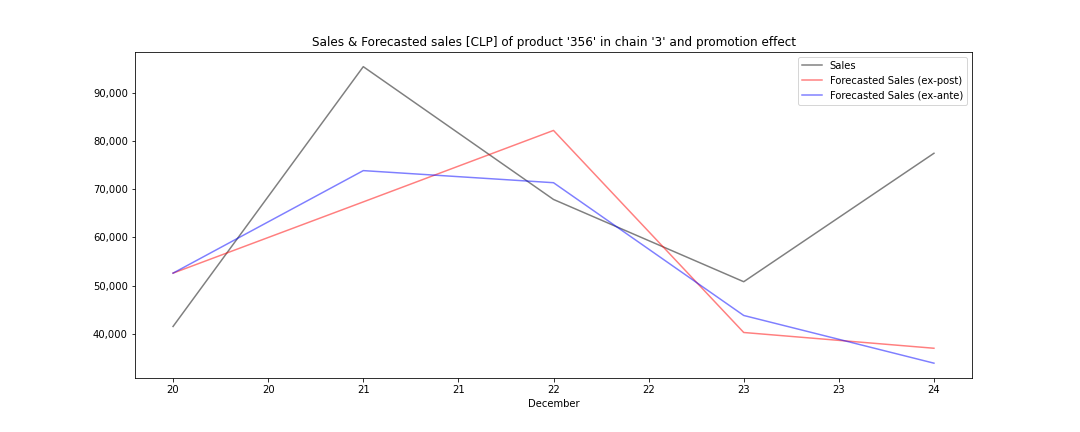 Sales & Forecasted sales [CLP] of product '356' in chain '3' and promotion effect
Sales
Forecasted Sales (ex-post)
Forecasted Sales (ex-ante)
90,000
80,000
70,000
60,000
50,000
40,000
20 20 21 21 22 22 23 23 24
December